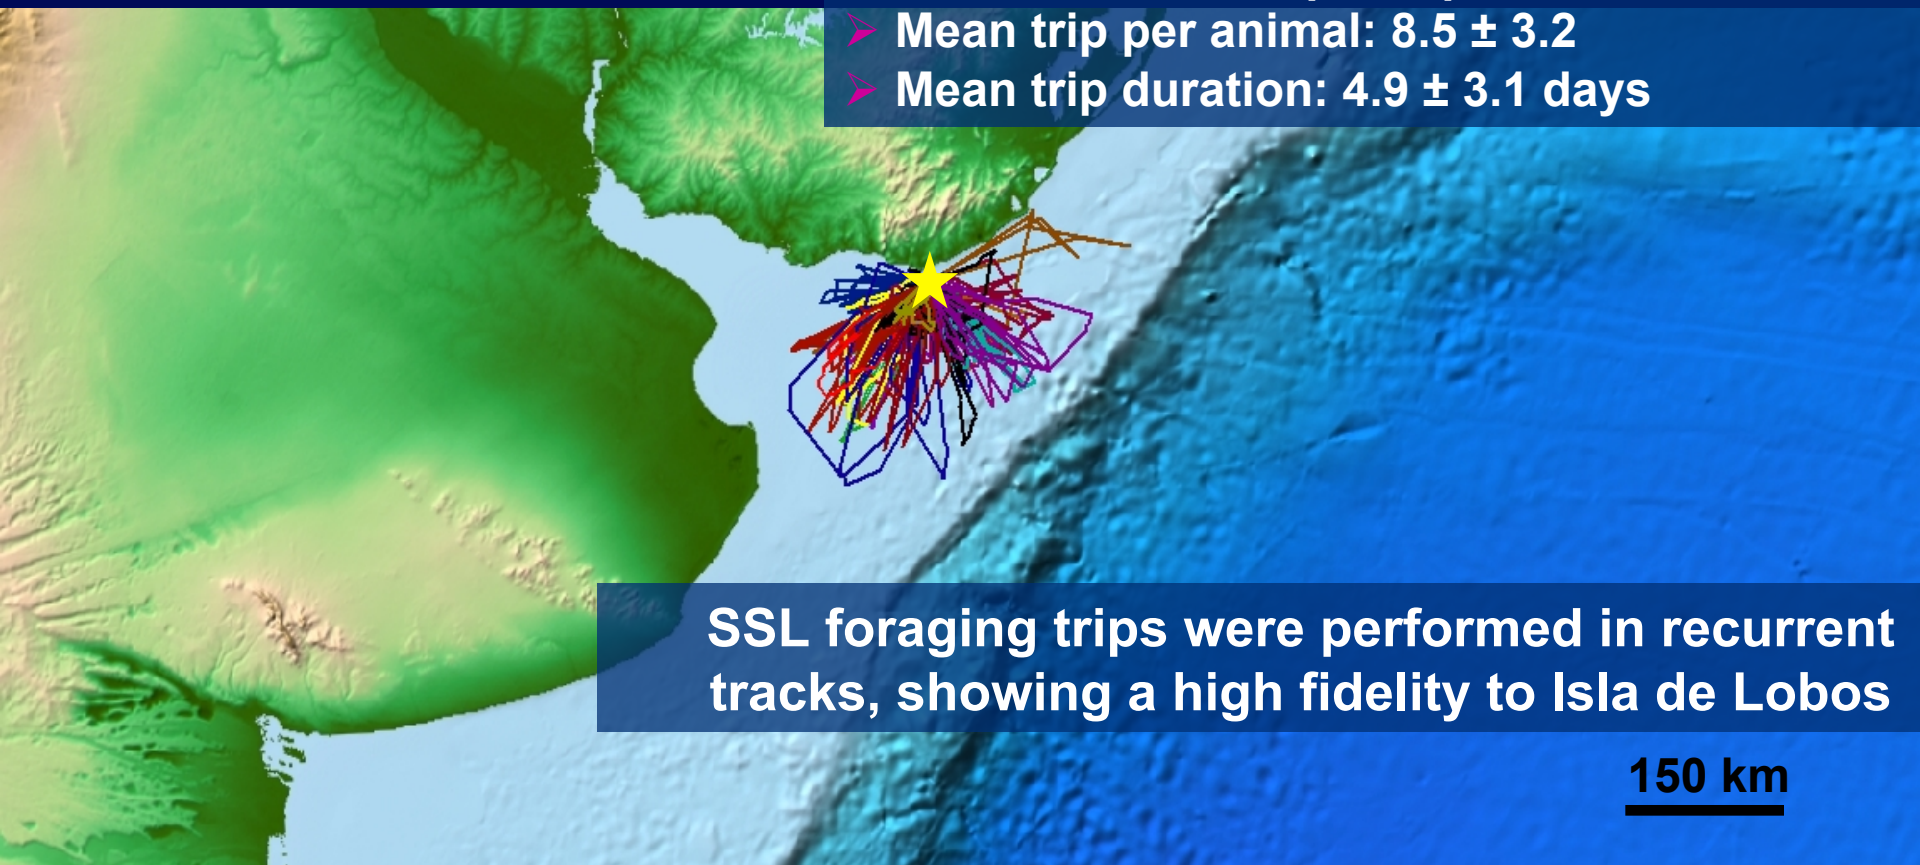 Mean trip per animal: 8.5 ± 3.2
Mean trip duration: 4.9 ± 3.1 days
SSL foraging trips were performed in recurrent
tracks, showing a high fidelity to Isla de Lobos
150 km